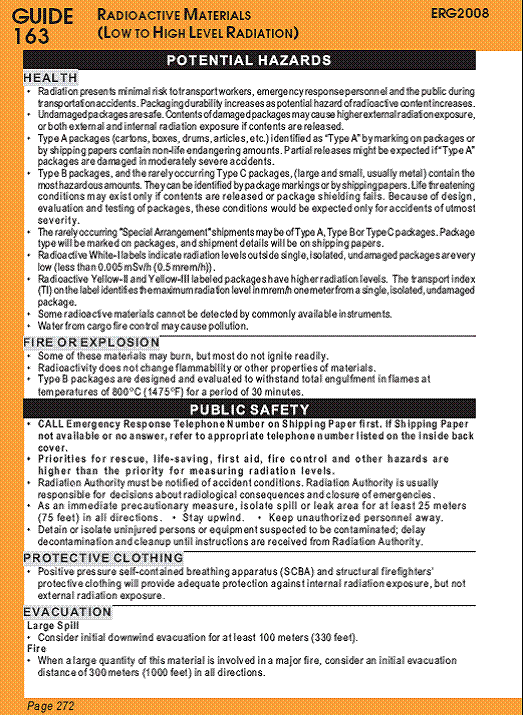 GUIDE
163
RADIOACTIVE MATERIALS
(LOW TO HIGH LEVEL RADIATION)
ERG2008
POTENTIAL HAZARDS
HEALTH
• Radiation presents minimal risk to transport workers, emergency response personnel and the public during
transportation accidents. Packaging durability increases as potential hazard of radioactive content increases.
• Undamaged packages are safe. Contents of damaged packages may cause higher external radiation exposure,
or both external and internal radiation exposure if contents are released.
• Type A packages (cartons, boxes, drums, articles, etc.) identified as "Type A" by marking on packages or
by shipping papers contain non-life endangering amounts. Partial releases might be expected if "Type A"
packages are damaged in moderately severe accidents.
• Type B packages, and the rarely occurring Type C packages, (large and small, usually metal) contain the
most hazardous amounts. They can be identified by package markings or by shipping papers. Life threatening
conditions may exist only if contents are released or package shielding fails. Because of design,
evaluation and testing of packages, these conditions would be expected only for accidents of utmost
severity.
• The rarely occurring "Special Arrangement" shipments may be of Type A, Type B or Type C packages. Package
type will be marked on packages, and shipment details will be on shipping papers.
• Radioactive White-I labels indicate radiation levels outside single, isolated, undamaged packages are very
low (less than 0.005 mSv/h (0.5 mrem/h)).
• Radioactive Yellow-II and Yellow-III labeled packages have higher radiation levels. The transport index
(TI) on the label identifies the maximum radiation level in mrem/h one meter from a single, isolated, undamaged
package.
• Some radioactive materials cannot be detected by commonly available instruments.
• Water from cargo fire control may cause pollution.
FIRE OR EXPLOSION
• Some of these materials may burn, but most do not ignite readily.
• Radioactivity does not change flammability or other properties of materials.
• Type B packages are designed and evaluated to withstand total engulfment in flames at
temperatures of 800°C (1475°F) for a period of 30 minutes.
PUBLIC SAFETY
• CALL Emergency Response Telephone Number on Shipping Paper first. If Shipping Paper
not available or no answer, refer to appropriate telephone number listed on the inside back
cover.
• Priorities for rescue, life-saving, first aid, fire control and other hazards are
higher than the priority for measuring radiation levels.
• Radiation Authority must be notified of accident conditions. Radiation Authority is usually
responsible for decisions about radiological consequences and closure of emergencies.
• As an immediate precautionary measure, isolate spill or leak area for at least 25 meters
(75 feet) in all directions. • Stay upwind. • Keep unauthorized personnel away.
• Detain or isolate uninjured persons or equipment suspected to be contaminated; delay
decontamination and cleanup until instructions are received from Radiation Authority.
PROTECTIVE CLOTHING
• Positive pressure self-contained breathing apparatus (SCBA) and structural firefighters'
protective clothing will provide adequate protection against internal radiation exposure, but not
external radiation exposure.
EVACUATION
Large Spill
• Consider initial downwind evacuation for at least 100 meters (330 feet).
Fire
• When a large quantity of this material is involved in a major fire, consider an initial evacuation
distance of 300 meters (1000 feet) in all directions.
Page 272